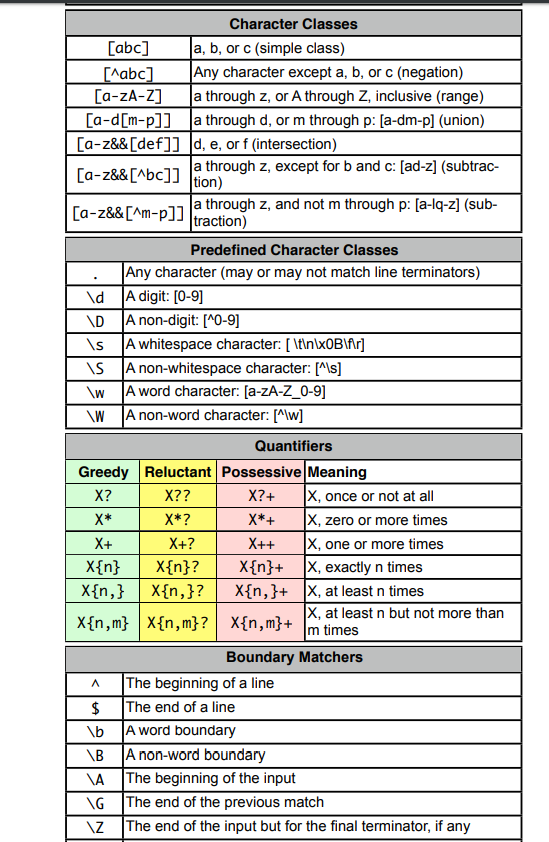 Character Classes
[abc] a, b, or c (simple class)
[^abc] Any character except a, b, or c (negation)
[a-zA-Z] a through z, or A through Z, inclusive (range)
[a-d[m-p]] a through d, or m through p: [a-dm-p] (union)
[a-z&&[def]] d, e, or f (intersection)
[a-z&&[^bc]] a through z, except for b and c: [ad-z] (subtrac-
tion)
[a-z&&[^m-p]] a through z, and not m through p: [a-lq-z] (sub-
traction)
Predefined Character Classes
. Any character (may or may not match line terminators)
\d A digit: [0-9]
\D A non-digit: [^0-9]
\s A whitespace character: [ \t\n\x0B\f\r]
\S A non-whitespace character: [^\s]
\w A word character: [a-zA-Z_0-9]
\W A non-word character: [^\w]
Quantifiers
Greedy Reluctant Possessive Meaning
X? X?? X?+ X, once or not at all
X* X*? X*+ X, zero or more times
X+ X+? X++ X, one or more times
X{n} X{n}? X{n}+ X, exactly n times
X{n,} X{n,}? X{n,}+ X, at least n times
X{n,m} X{n,m}? X{n,m}+ X, at least n but not more than
m times
Boundary Matchers
^ The beginning of a line
$ The end of a line
\b A word boundary
\B A non-word boundary
\A The beginning of the input
\G The end of the previous match
\Z The end of the input but for the final terminator, if any